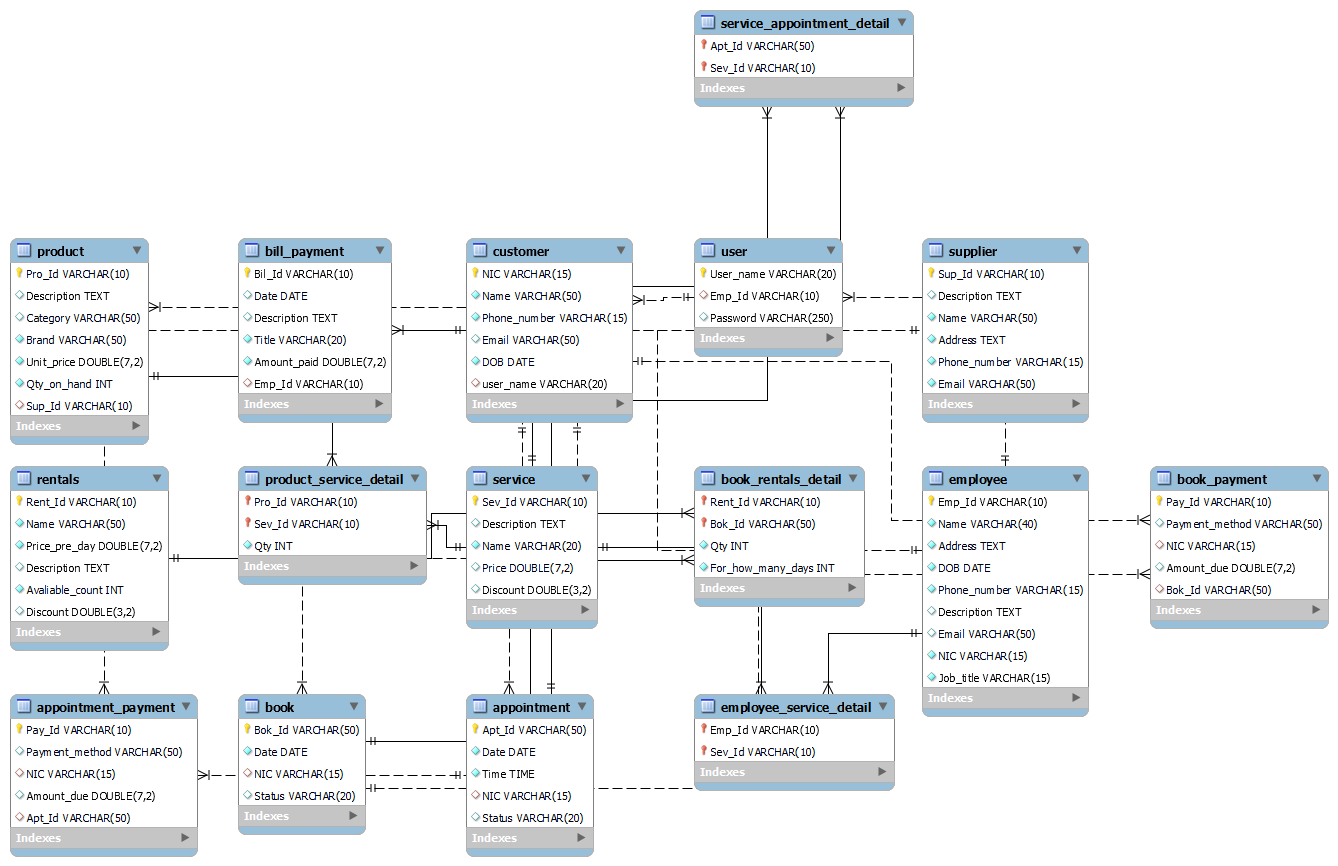 service_appointment_detail
Apt_Id VARCHAR(50)
Sev_Id VARCHAR(10)
Indexes
product
Pro_Id VARCHAR(10)
Description TEXT
Category VARCHAR(50)
Brand VARCHAR(50)
Unit_price DOUBLE(7,2)
Qty_on_hand INT
Sup_Id VARCHAR(10)
Indexes
bill_payment
Bil_Id VARCHAR(10)
Date DATE
Description TEXT
Title VARCHAR(20)
Amount_paid DOUBLE(7,2)
Emp_Id VARCHAR(10)
Indexes
customer
NIC VARCHAR(15)
Name VARCHAR(50)
Phone_number VARCHAR(15)
Email VARCHAR(50)
DOB DATE
user_name VARCHAR(20)
Indexes
user
User_name VARCHAR(20)
Emp_Id VARCHAR(10)
Password VARCHAR(250)
Indexes
supplier
Sup_Id VARCHAR(10)
Description TEXT
Name VARCHAR(50)
Address TEXT
Phone_number VARCHAR(15)
Email VARCHAR(50)
Indexes
rentals
Rent_Id VARCHAR(10)
Name VARCHAR(50)
Price_pre_day DOUBLE(7,2)
Description TEXT
Avaliable_count INT
Discount DOUBLE(3,2)
Indexes
product_service_detail
Pro_Id VARCHAR(10)
Sev_Id VARCHAR(10)
Qty INT
Indexes
service
Sev_Id VARCHAR(10)
Description TEXT
Name VARCHAR(20)
Price DOUBLE(7,2)
Discount DOUBLE(3,2)
Indexes
book_rentals_detail
Rent_Id VARCHAR(10)
Bok_Id VARCHAR(50)
Qty INT
For_how_many_days INT
Indexes
employee
Emp_Id VARCHAR(10)
Name VARCHAR(40)
Address TEXT
DOB DATE
Phone_number VARCHAR(15)
Description TEXT
Email VARCHAR(50)
NIC VARCHAR(15)
Job_title VARCHAR(15)
Indexes
book_payment
Pay_Id VARCHAR(10)
Payment_method VARCHAR(50)
NIC VARCHAR(15)
Amount_due DOUBLE(7,2)
Bok_Id VARCHAR(50)
Indexes
appointment_payment
Pay_Id VARCHAR(10)
Payment_method VARCHAR(50)
NIC VARCHAR(15)
Amount_due DOUBLE(7,2)
Apt_Id VARCHAR(50)
Indexes
book
Bok_Id VARCHAR(50)
Date DATE
NIC VARCHAR(15)
Status VARCHAR(20)
Indexes
appointment
Apt_Id VARCHAR(50)
Date DATE
Time TIME
NIC VARCHAR(15)
Status VARCHAR(20)
Indexes
employee_service_detail
Emp_Id VARCHAR(10)
Sev_Id VARCHAR(10)
Indexes